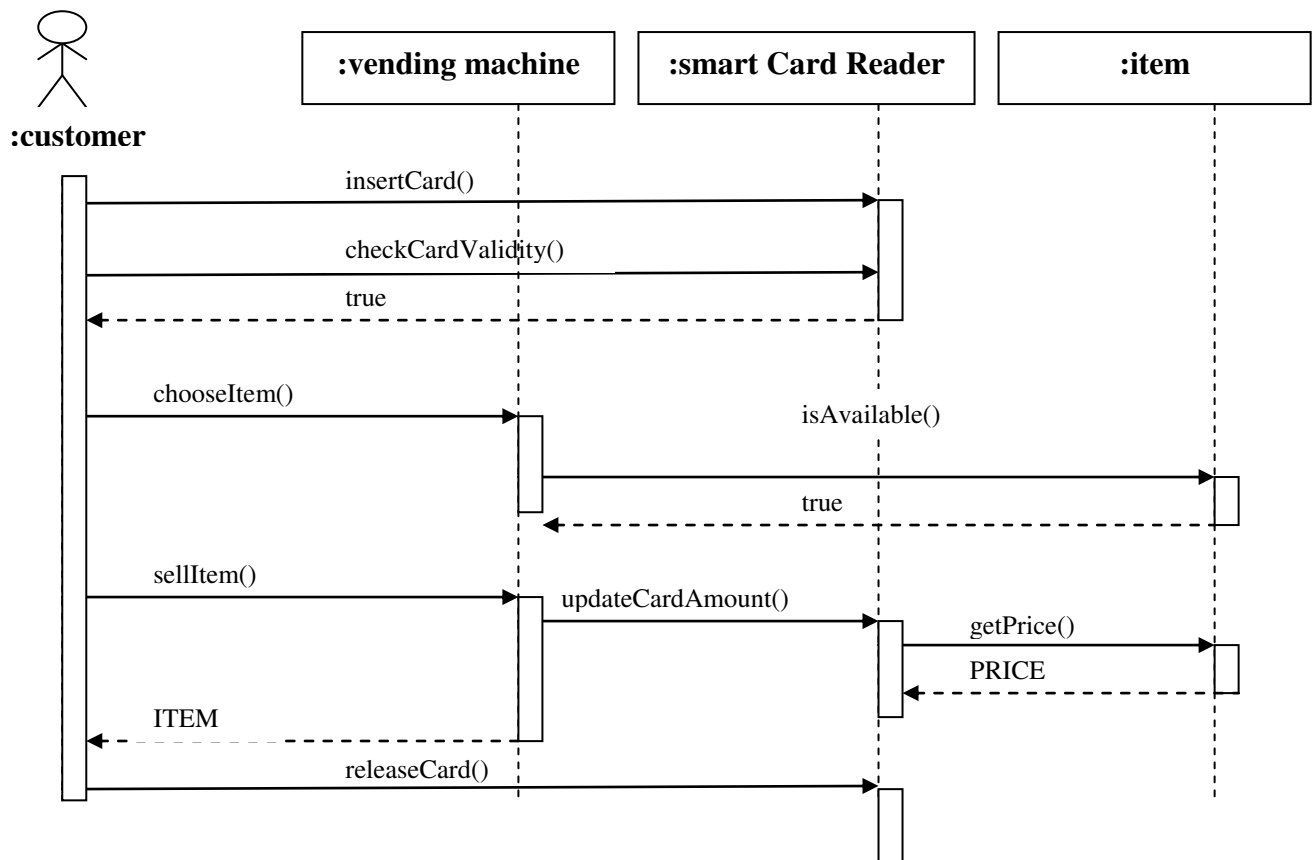 :vending machine
:smart Card Reader
:item
:customer
insertCard()
checkCardValidity()
true
chooseItem()
isAvailable()
true
sellItem()
updateCardAmount()
getPrice()
PRICE
ITEM
releaseCard()